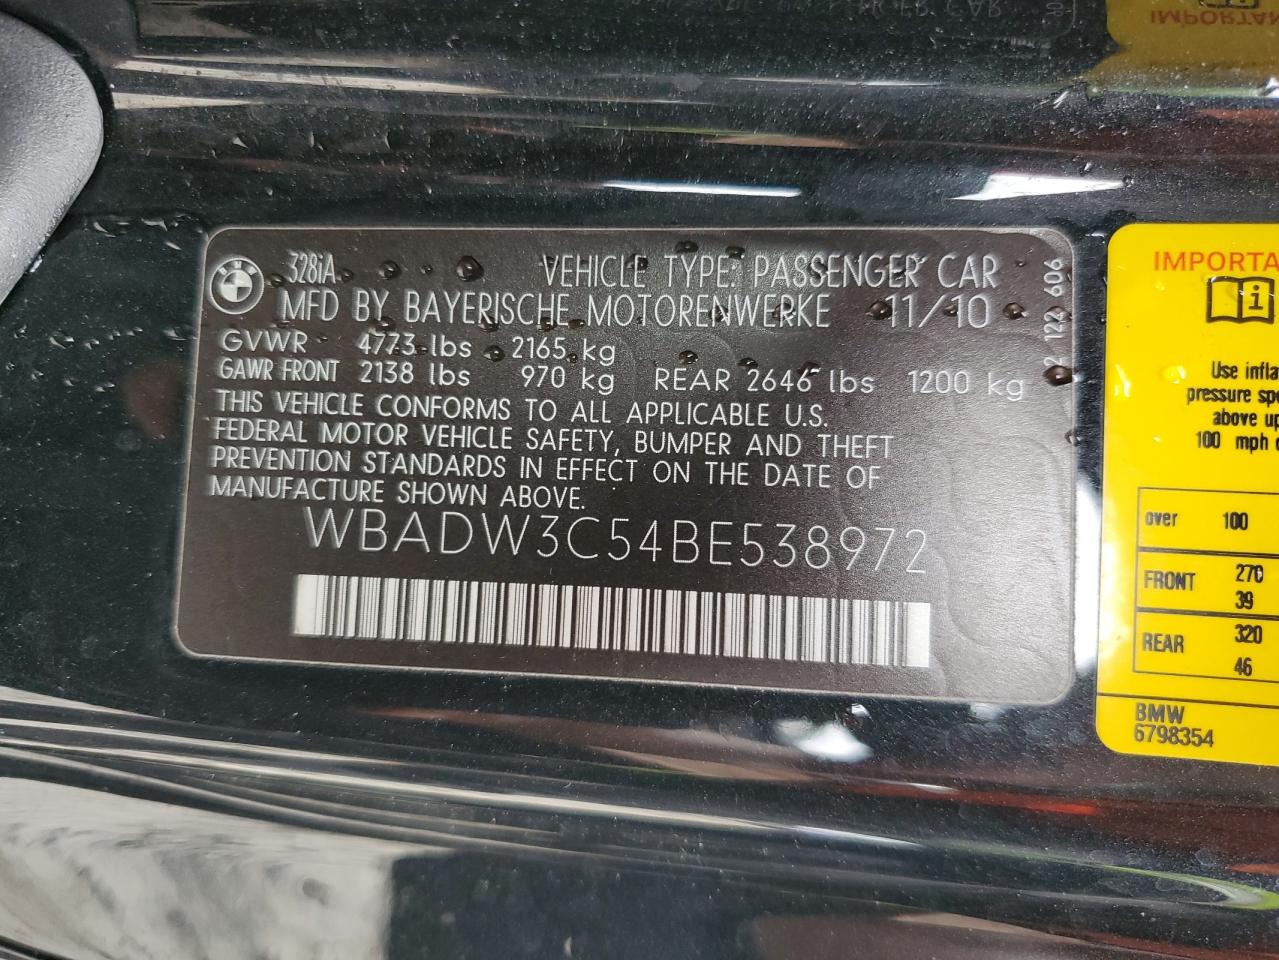 BMW
328iA VEHICLE TYPE: PASSENGER CAR
MFD BY BAYERISCHE MOTORENWERKE 11/10
GVWR 4773 lbs 2165 kg
GAWR FRONT 2138 lbs 970 kg REAR 2646 lbs 1200 kg
THIS VEHICLE CONFORMS TO ALL APPLICABLE U.S.
FEDERAL MOTOR VEHICLE SAFETY, BUMPER AND THEFT
PREVENTION STANDARDS IN EFFECT ON THE DATE OF
MANUFACTURE SHOWN ABOVE.
WBADW3C54BE538972
2 122 606
IMPORTA
i
Use infla
pressure spe
above up
100 mph
over 100
FRONT 270
39
REAR 320
46
BMW
6798354
IMPORTAN